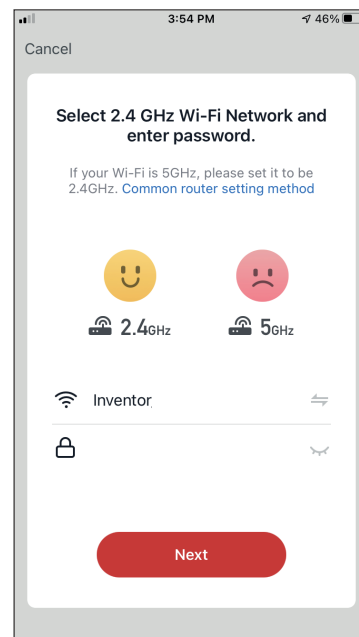 3:54 PM
46%
Cancel
Select 2.4 GHz Wi-Fi Network and
enter password.
If your Wi-Fi is 5GHz, please set it to be
2.4GHz. Common router setting method
2.4GHz
5GHz
Inventor
Next